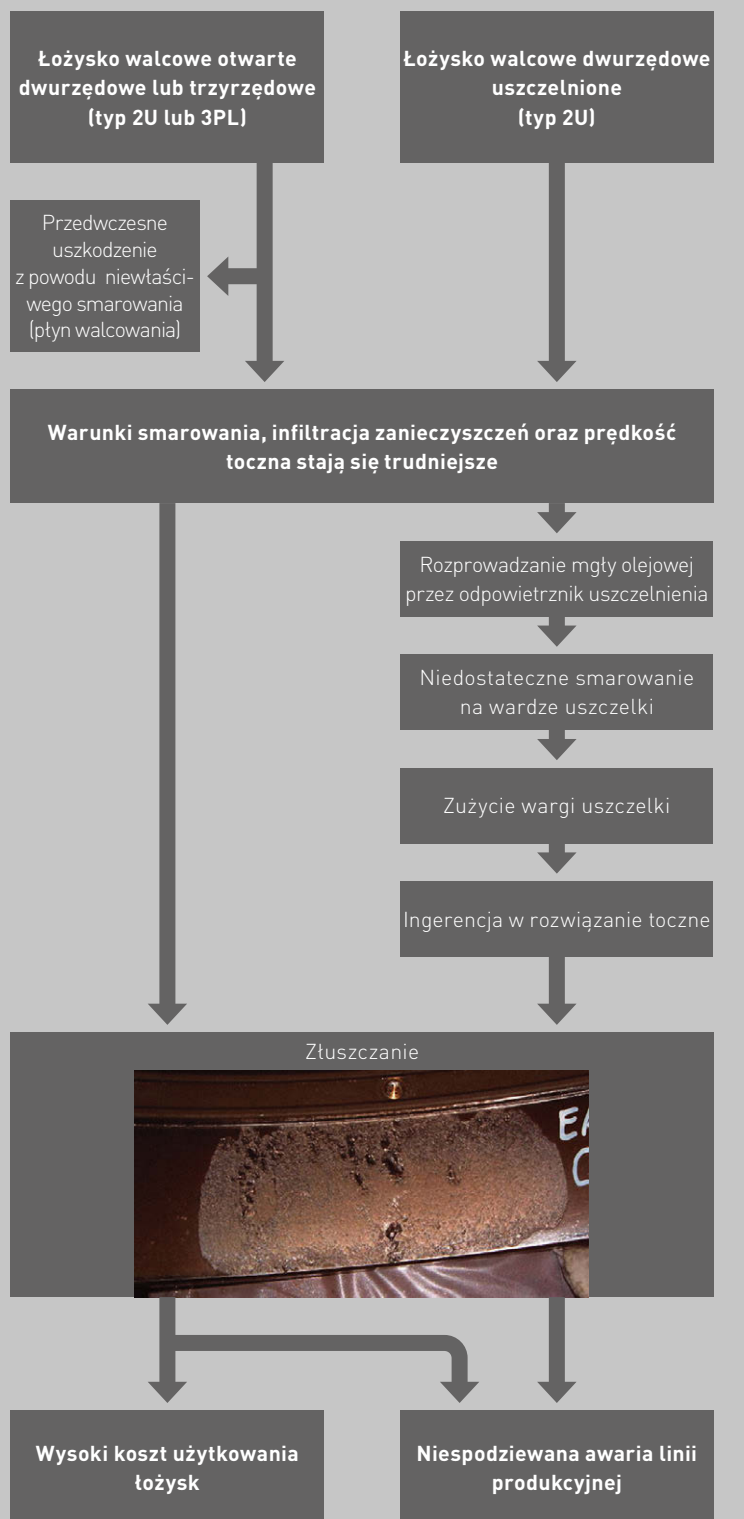 Łożysko walcowe otwarte
dwurzędowe lub trzyrzędowe
(typ 2U lub 3PL)
Łożysko walcowe dwurzędowe
uszczelnione
(typ 2U)
Przedwczesne
uszkodzenie
z powodu niewłaści-
wego smarowania
(płyn walcowania)
Warunki smarowania, infiltracja zanieczyszczeń oraz prędkość
toczna stają się trudniejsze
Rozprowadzanie mgły olejowej
przez odpowietrznik uszczelnienia
Niedostateczne smarowanie
na wardze uszczelki
Zużycie wargi uszczelki
Ingerencja w rozwiązanie toczne
Złuszczanie
Wysoki koszt użytkowania
łożysk
Niespodziewana awaria linii
produkcyjnej